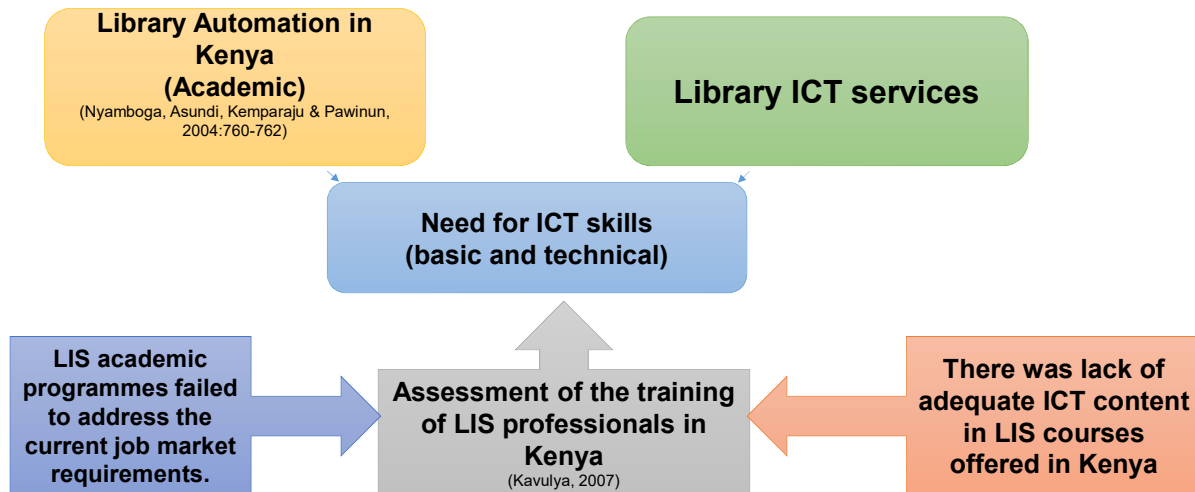 Library Automation in
Kenya
(Academic)
(Nyamboga, Asundi, Kemparaju & Pawinun,
2004:760-762)
Library ICT services
Need for ICT skills
(basic and technical)
LIS academic
programmes failed
to address the
current job market
requirements.
Assessment of the training
of LIS professionals in
Kenya
(Kavulya, 2007)
There was lack of
adequate ICT content
in LIS courses
offered in Kenya